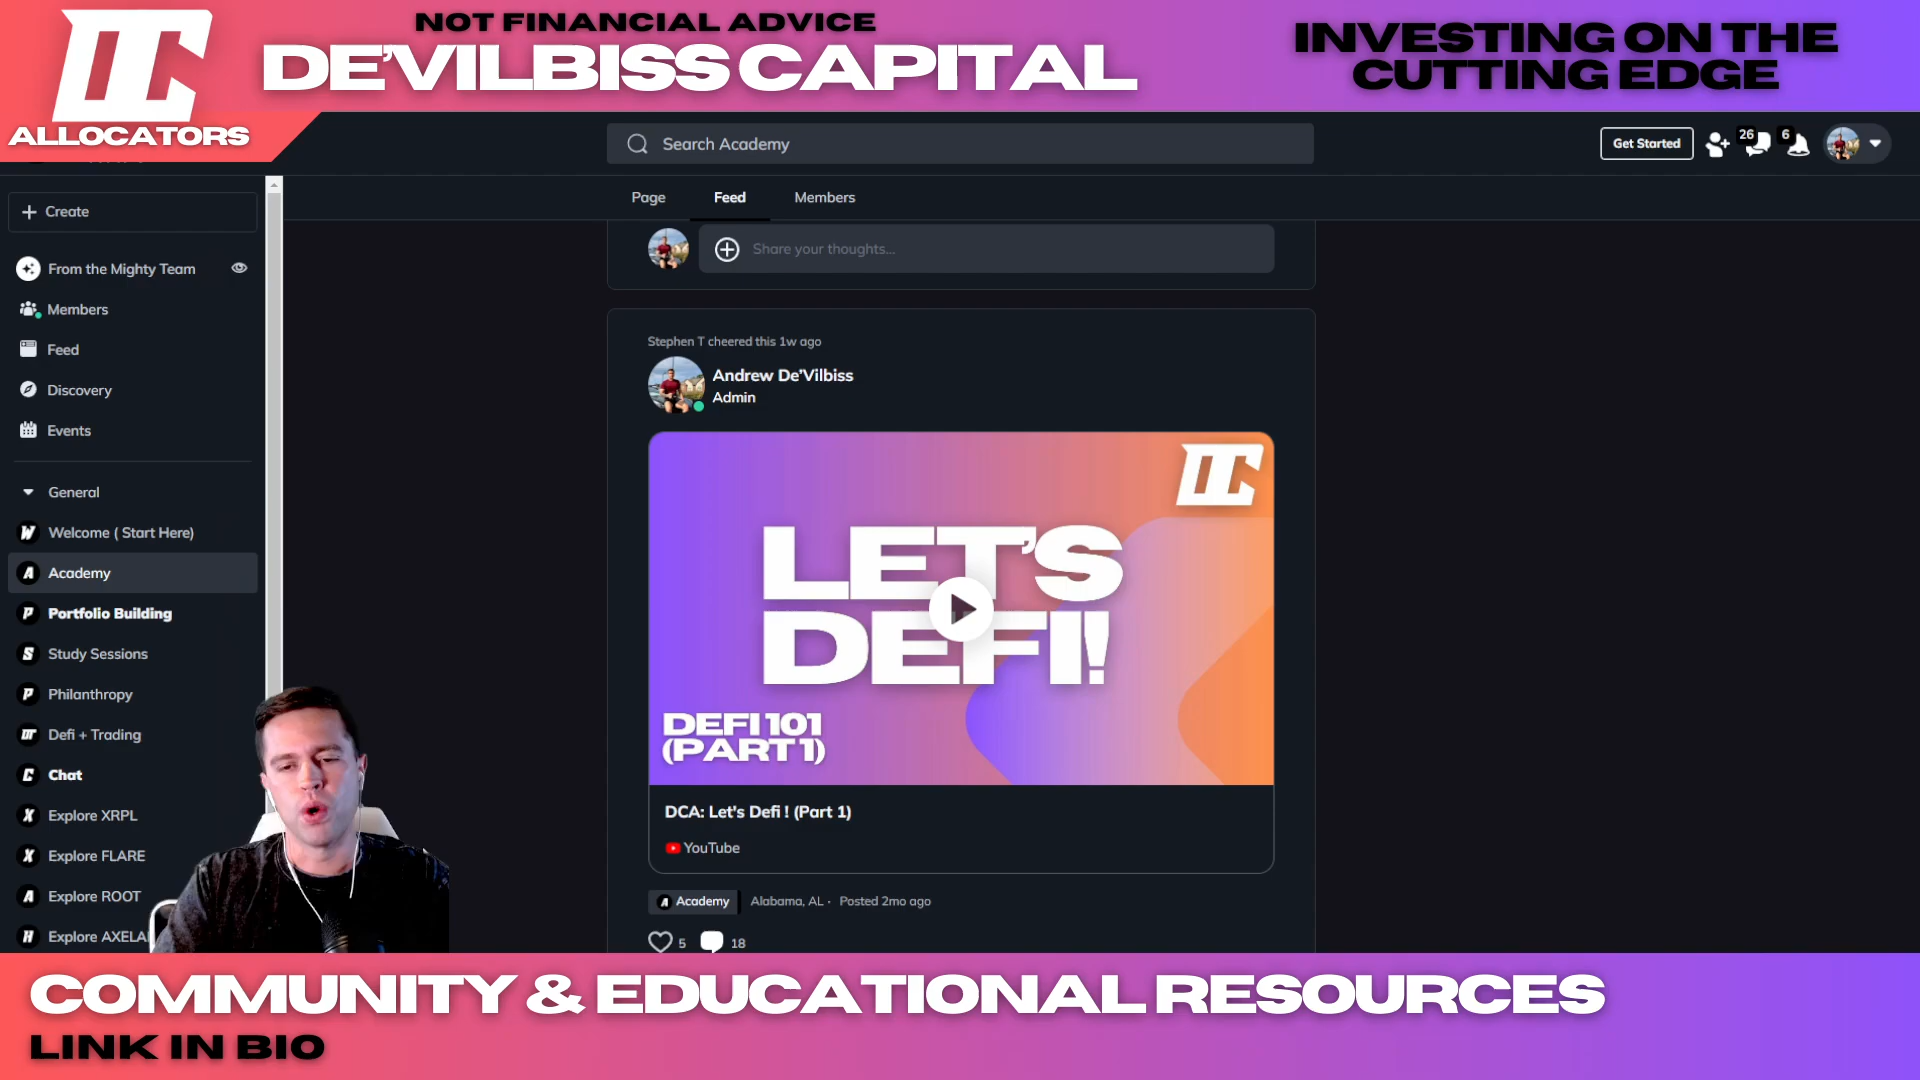 NOT FINANCIAL ADVICE
DE'VILBISS CAPITAL
INVESTING ON THE
CUTTING EDGE
ALLOCATORS
Search Academy
Get Started
26
6
Page
Feed
Members
Create
From the Mighty Team
Members
Feed
Discovery
Events
General
Welcome ( Start Here)
Academy
Portfolio Building
Study Sessions
Philanthropy
Defi + Trading
Chat
Explore XRPL
Explore FLARE
Explore ROOT
Explore AXELA
Share your thoughts...
Stephen T cheered this 1w ago
Andrew De'Vilbiss
Admin
DC
LET'S
DEFI!
DEFI 101
(PART 1)
DCA: Let's Defi ! (Part 1)
YouTube
Academy
Alabama, AL · Posted 2mo ago
5
18
COMMUNITY & EDUCATIONAL RESOURCES
LINK IN BIO